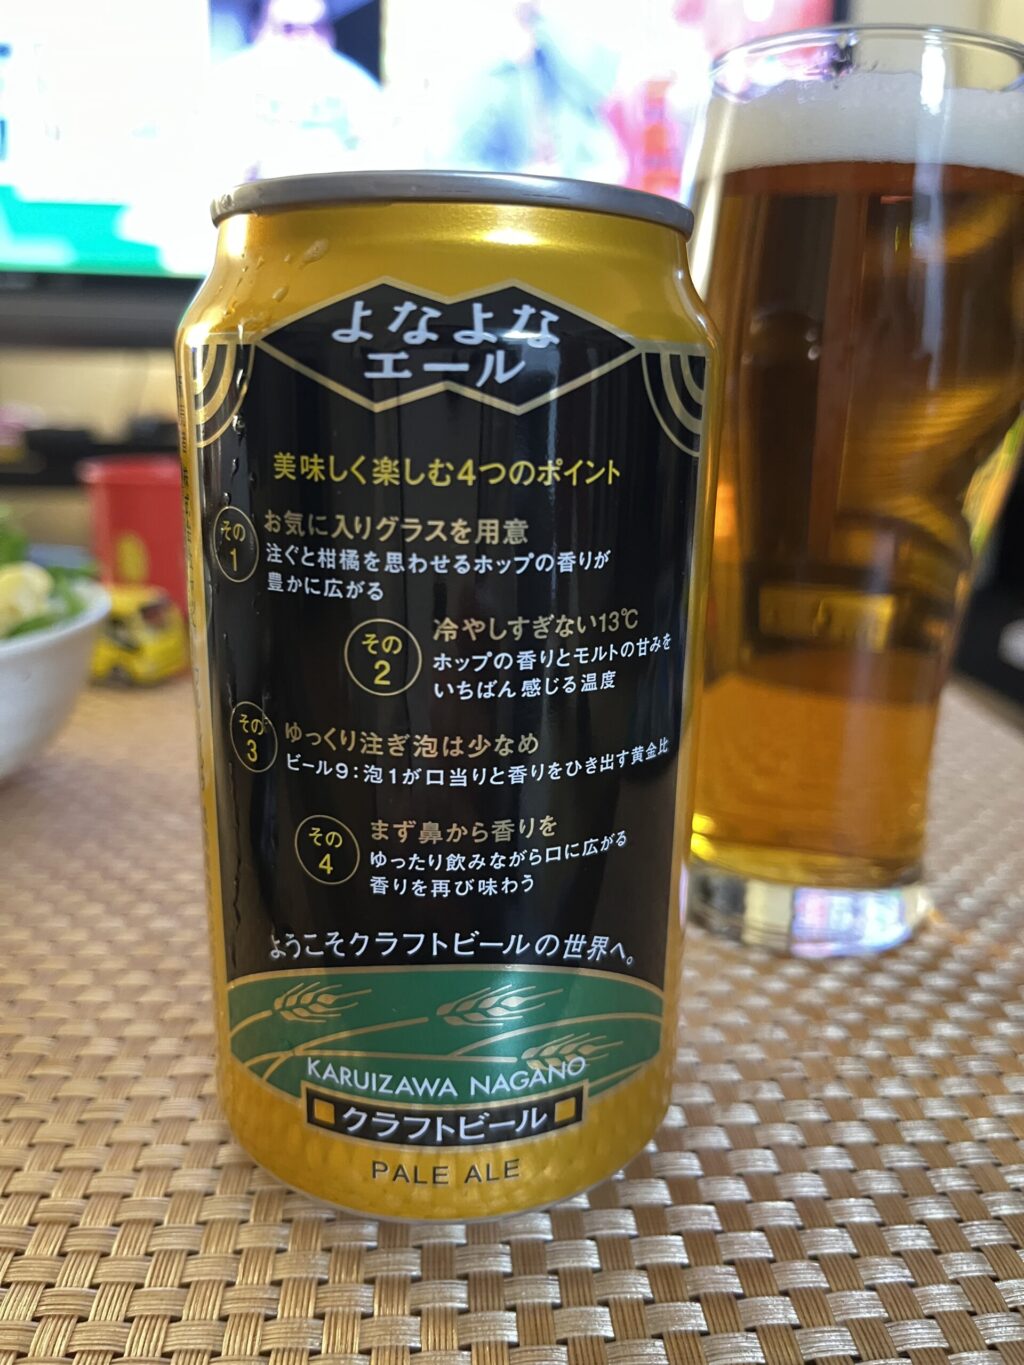 よなよな
エール
美味しく楽しむ4つのポイント
その
1
お気に入りグラスを用意
注ぐと柑橘を思わせるホップの香りが
豊かに広がる
その
2
冷やしすぎない13℃
ホップの香りとモルトの甘みを
いちばん感じる温度
その
3
ゆっくり注ぎ泡は少なめ
ビール9:泡1が口当りと香りをひき出す黄金比
その
4
まず鼻から香りを
ゆったり飲みながら口に広がる
香りを再び味わう
ようこそクラフトビールの世界へ。
KARUIZAWA NAGANO
クラフトビール
PALE ALE